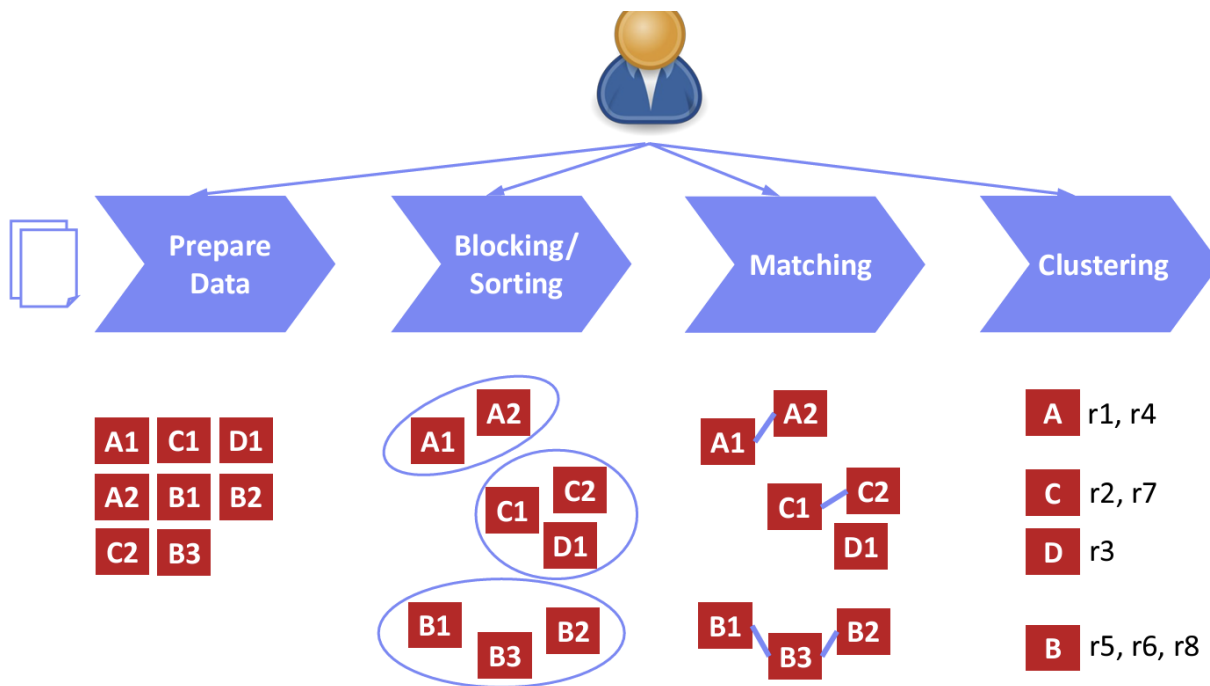 Prepare
Data
Blocking/
Sorting
Matching
Clustering
A1 C1 D1
A2 B1 B2
C2 B3
A2
A1
C2
C1
D1
B1
B2
B3
A2
A1
C2
C1
D1
B1
B2
B3
A r1, r4
C r2, r7
D r3
B r5, r6, r8